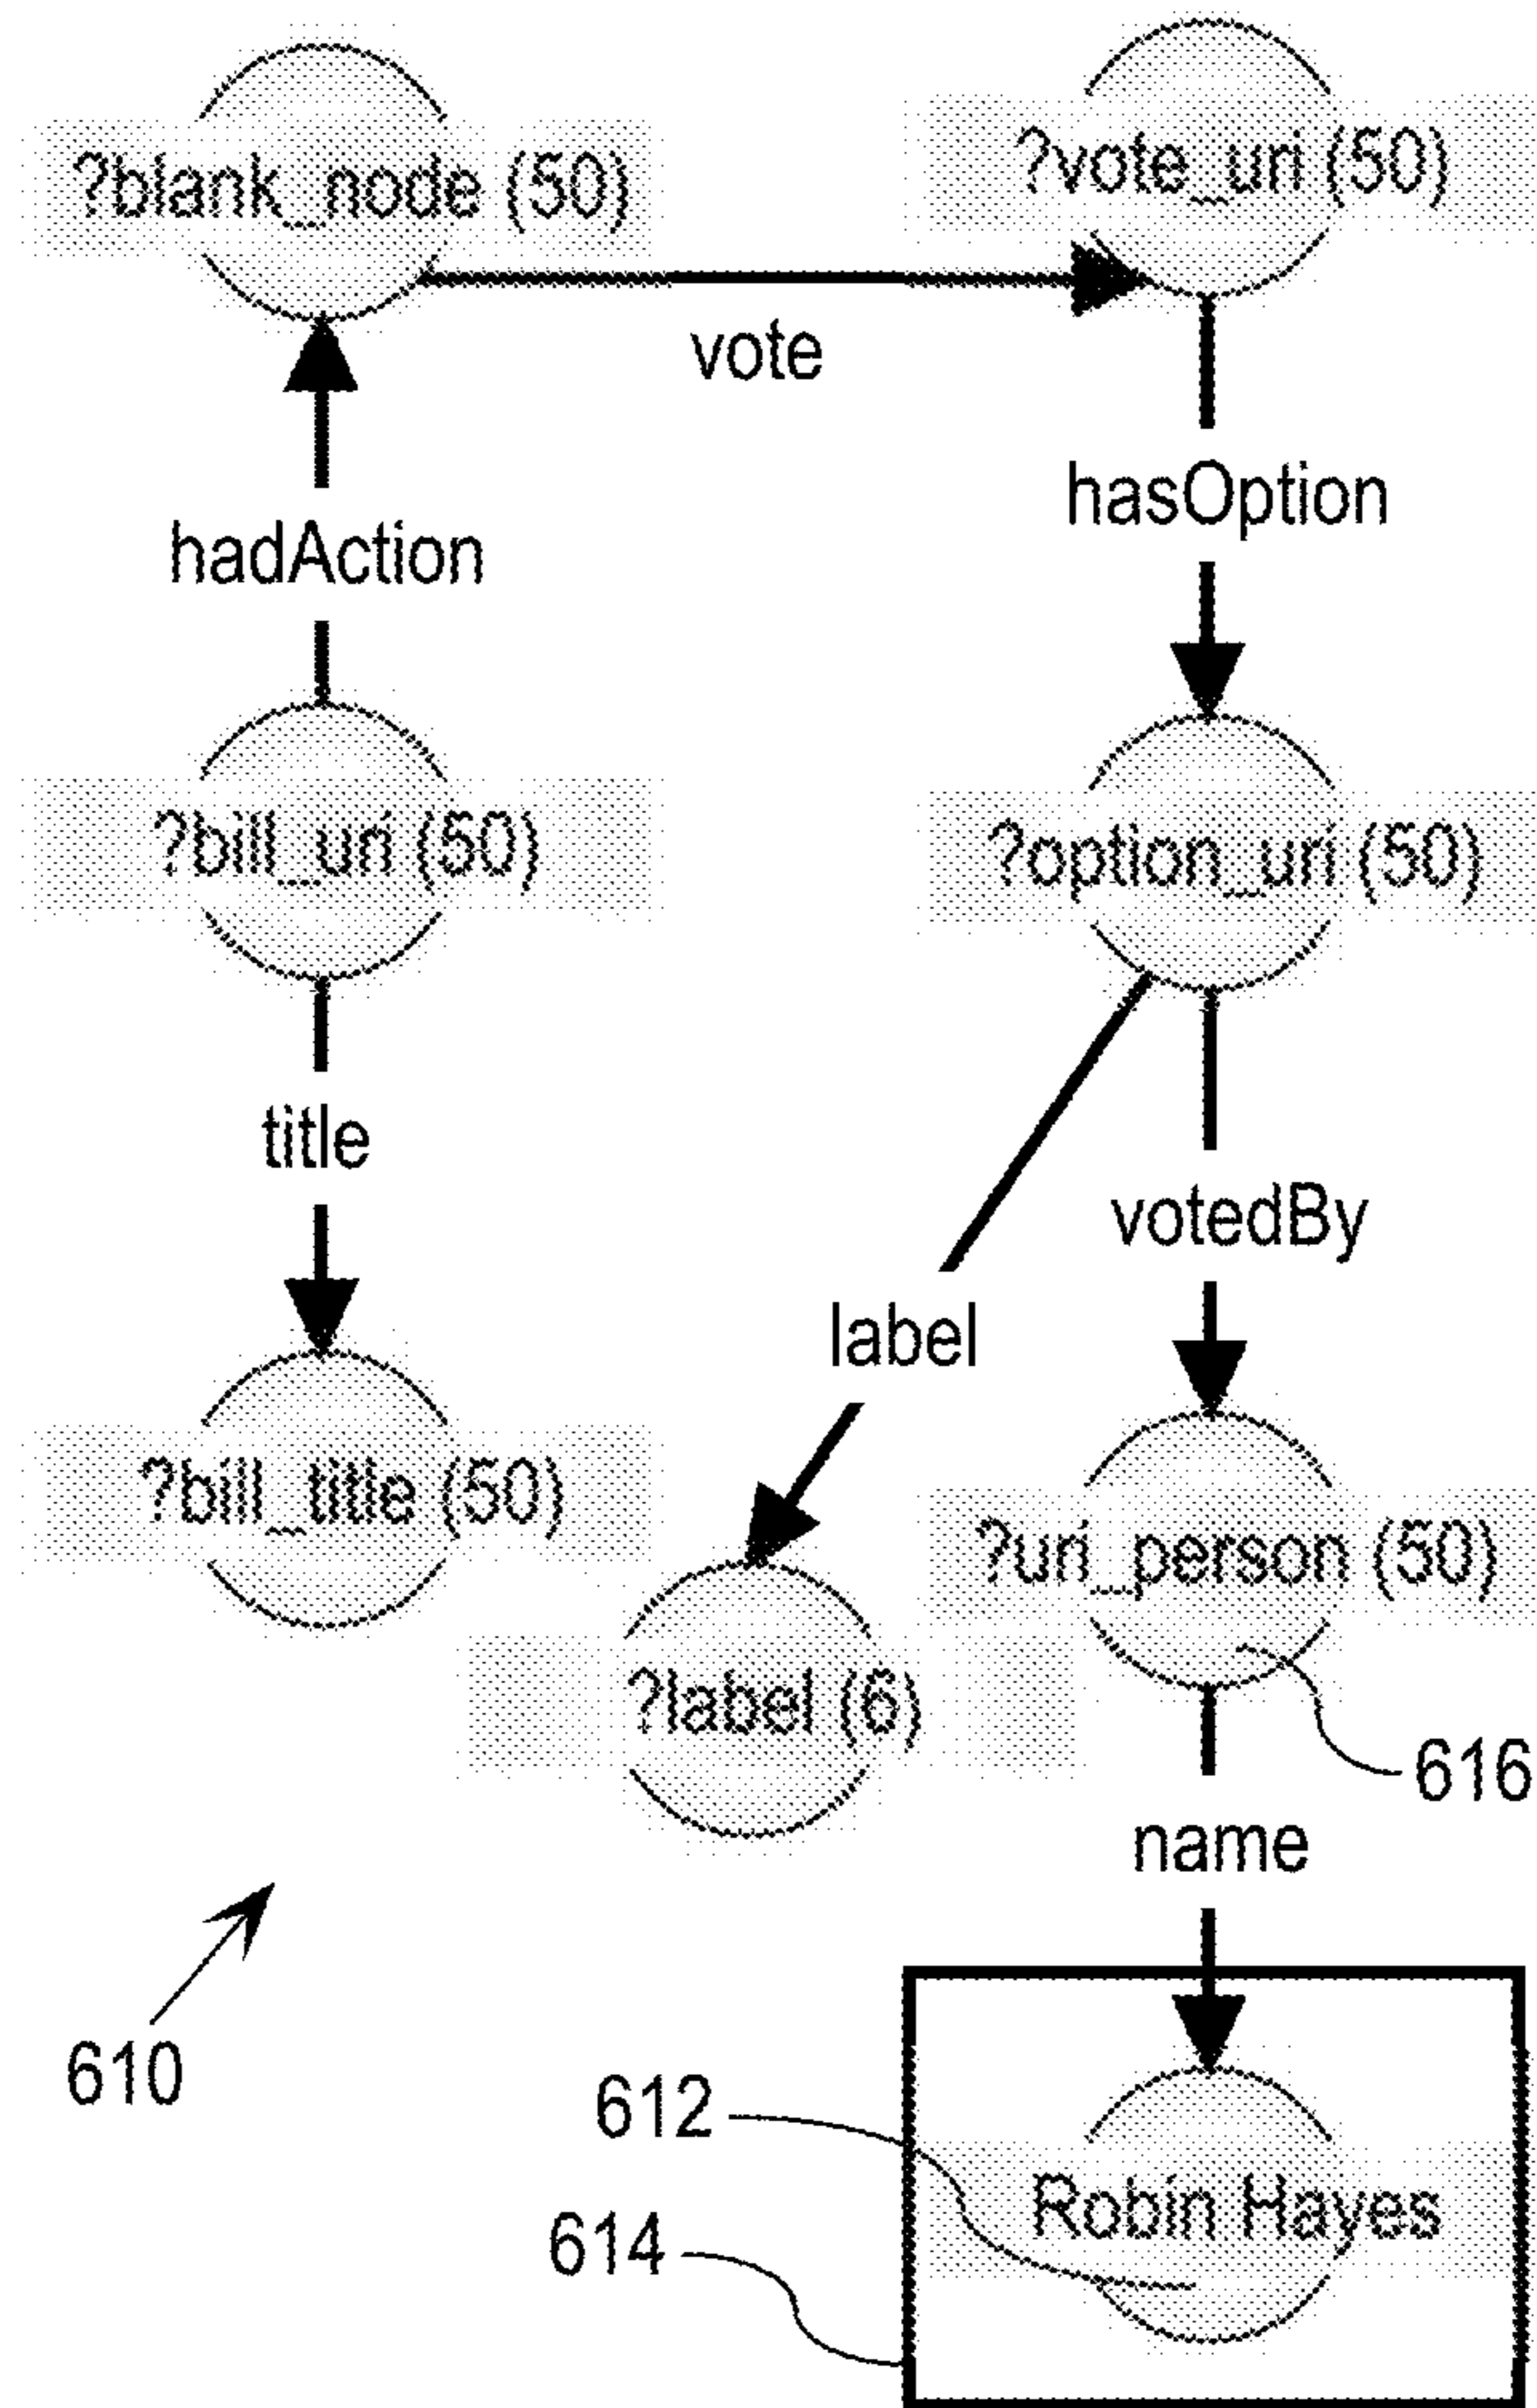 ?blank_node (50)
?vote_uri (50)
vote
hasOption
hadAction
?bill_uri (50)
?option_uri (50)
title
votedBy
label
?bill_title (50)
?uri_person (50)
?label (6)
616
name
610
612
Robin Hayes
614